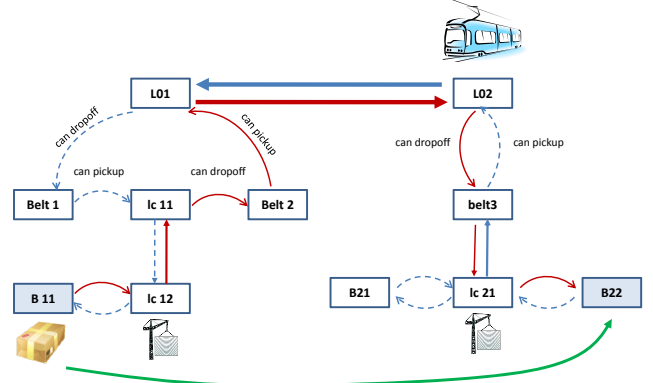 L01
L02
can dropoff
can pickup
can pickup
can dropoff
can dropoff
can pickup
Belt 1
lc 11
Belt 2
belt3
B 11
lc 12
B21
lc 21
B22